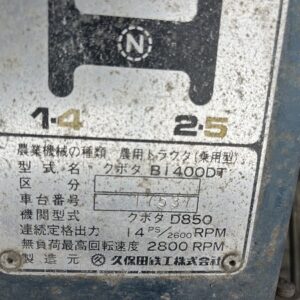 N
1・4 2・5
農業機械の種類 農用トラクタ(乗用型)
型式名 クボタ B1400DT
区分
車台番号
機関型式 クボタ D850
連続定格出力 14PS/2600RPM
無負荷最高回転速度 2800RPM
製造元 久保田鉄工株式会社